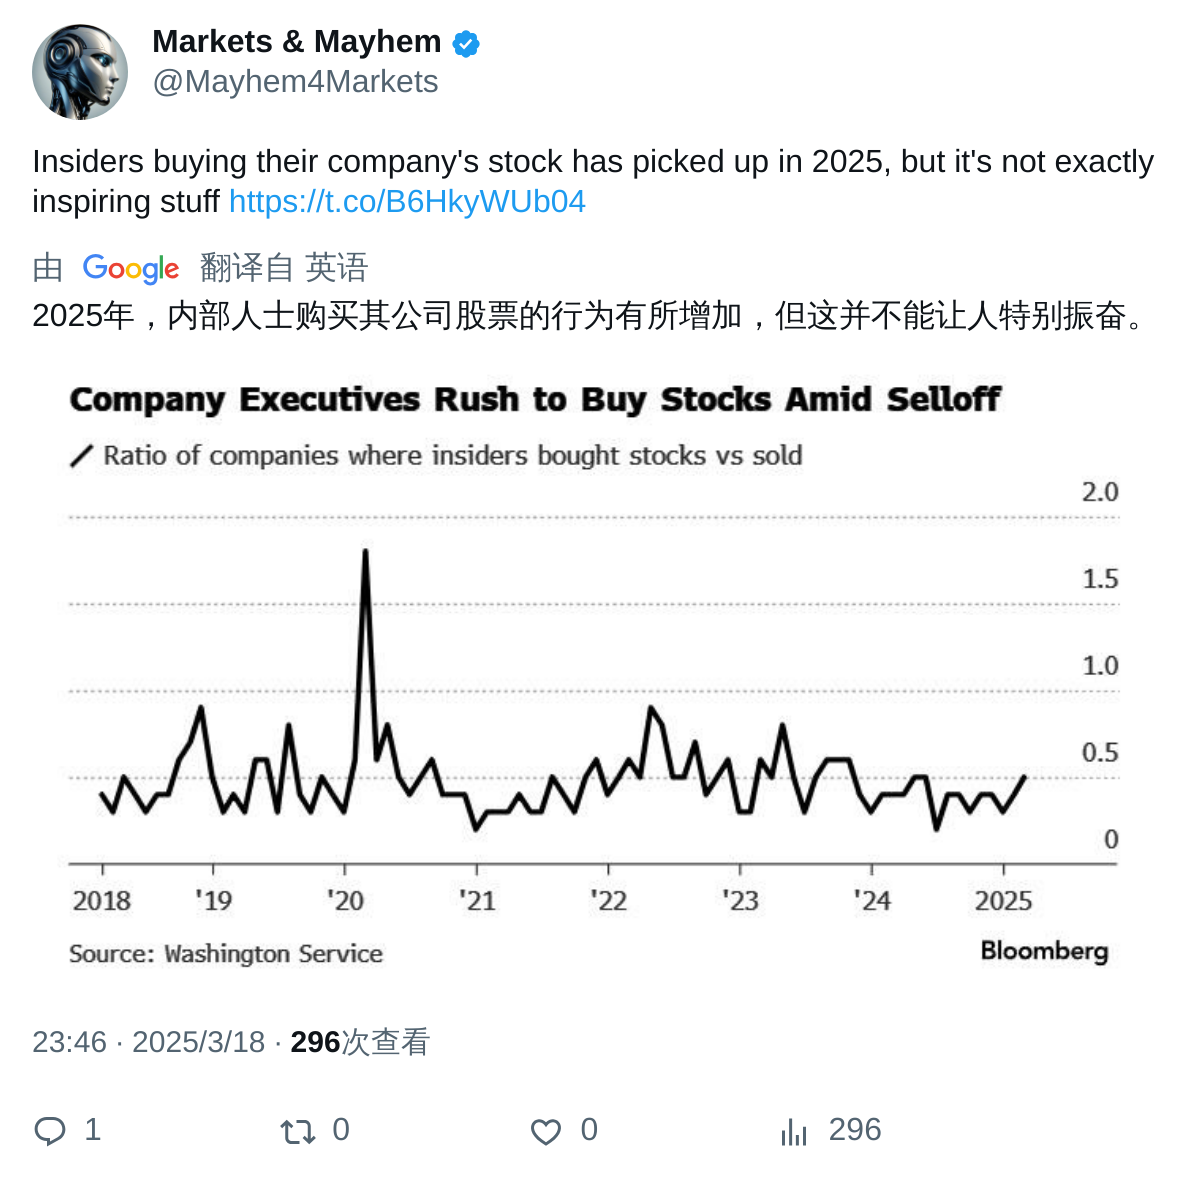 Markets & Mayhem
@Mayhem4Markets
Insiders buying their company's stock has picked up in 2025, but it's not exactly
inspiring stuff https://t.co/B6HkyWUb04
由 Google 翻译自 英语
2025年，内部人士购买其公司股票的行为有所增加，但这并不能让人特别振奋。
Company Executives Rush to Buy Stocks Amid Selloff
Ratio of companies where insiders bought stocks vs sold
2.0
1.5
1.0
0.5
0
2018 '19 '20 '21 '22 '23 '24 2025
Source: Washington Service
Bloomberg
23:46 · 2025/3/18 · 296次查看
1 0 0 296